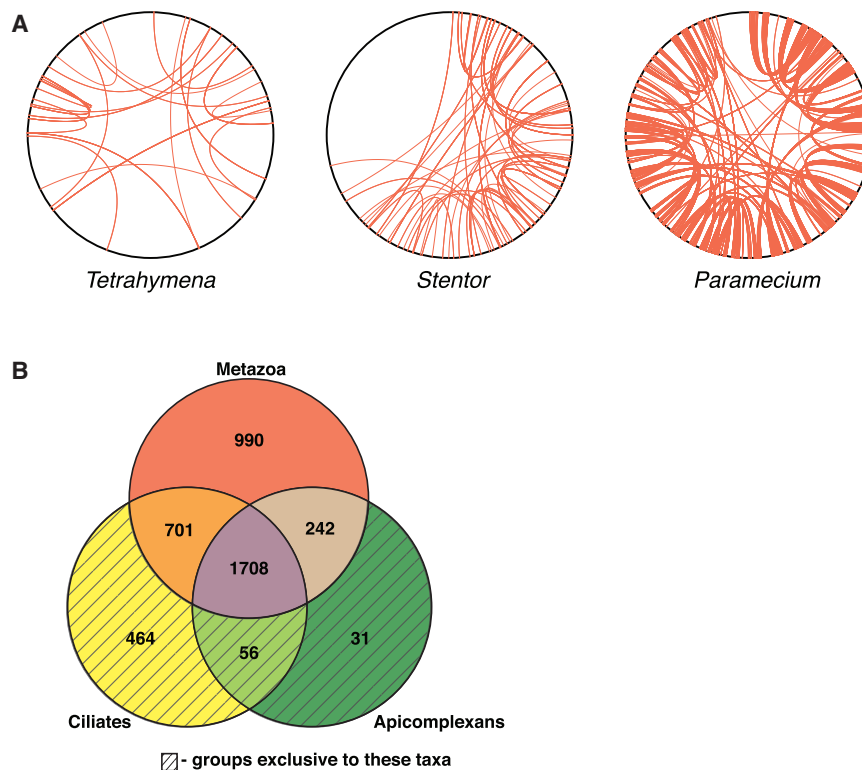 A
Tetrahymena
Stentor
Paramecium
B
Metazoa
990
701
242
1708
464
56
31
Ciliates
Apicomplexans
- groups exclusive to these taxa